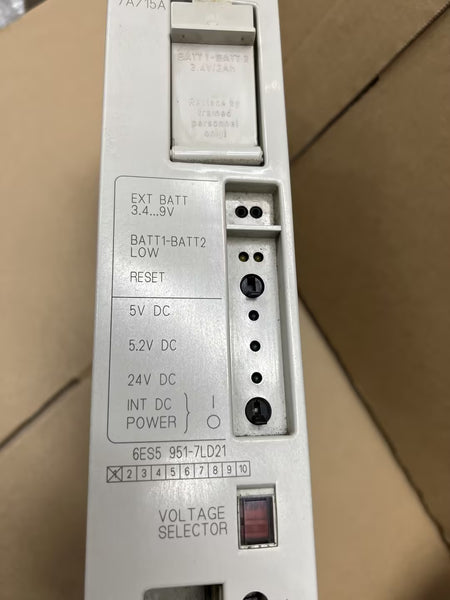 7A/15A
BATT1-BATT2
3.4V/2Ah
Replace by
trained
personnel
only!
EXT BATT
3.4...9V
BATT1-BATT2
LOW
RESET
5V DC
5.2V DC
24V DC
INT DC
POWER
I
O
6ES5 951-7LD21
1 2 3 4 5 6 7 8 9 10
VOLTAGE
SELECTOR